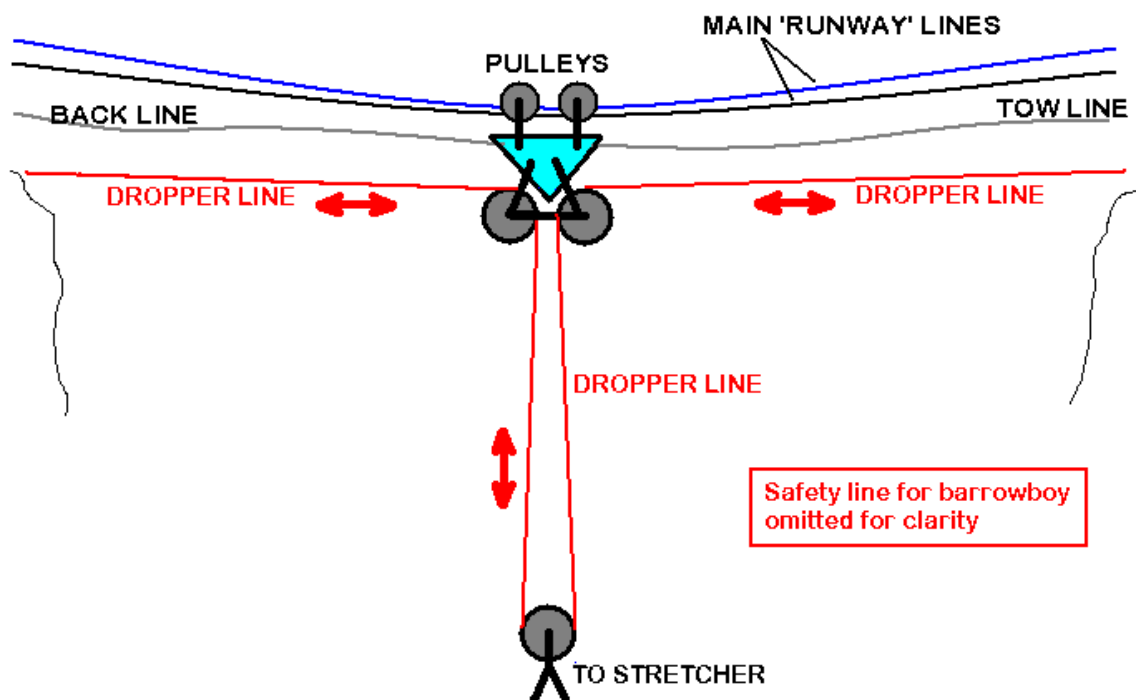 MAIN 'RUNWAY' LINES
PULLEYS
BACK LINE
TOW LINE
DROPPER LINE
DROPPER LINE
DROPPER LINE
Safety line for barrowboy
omitted for clarity
TO STRETCHER